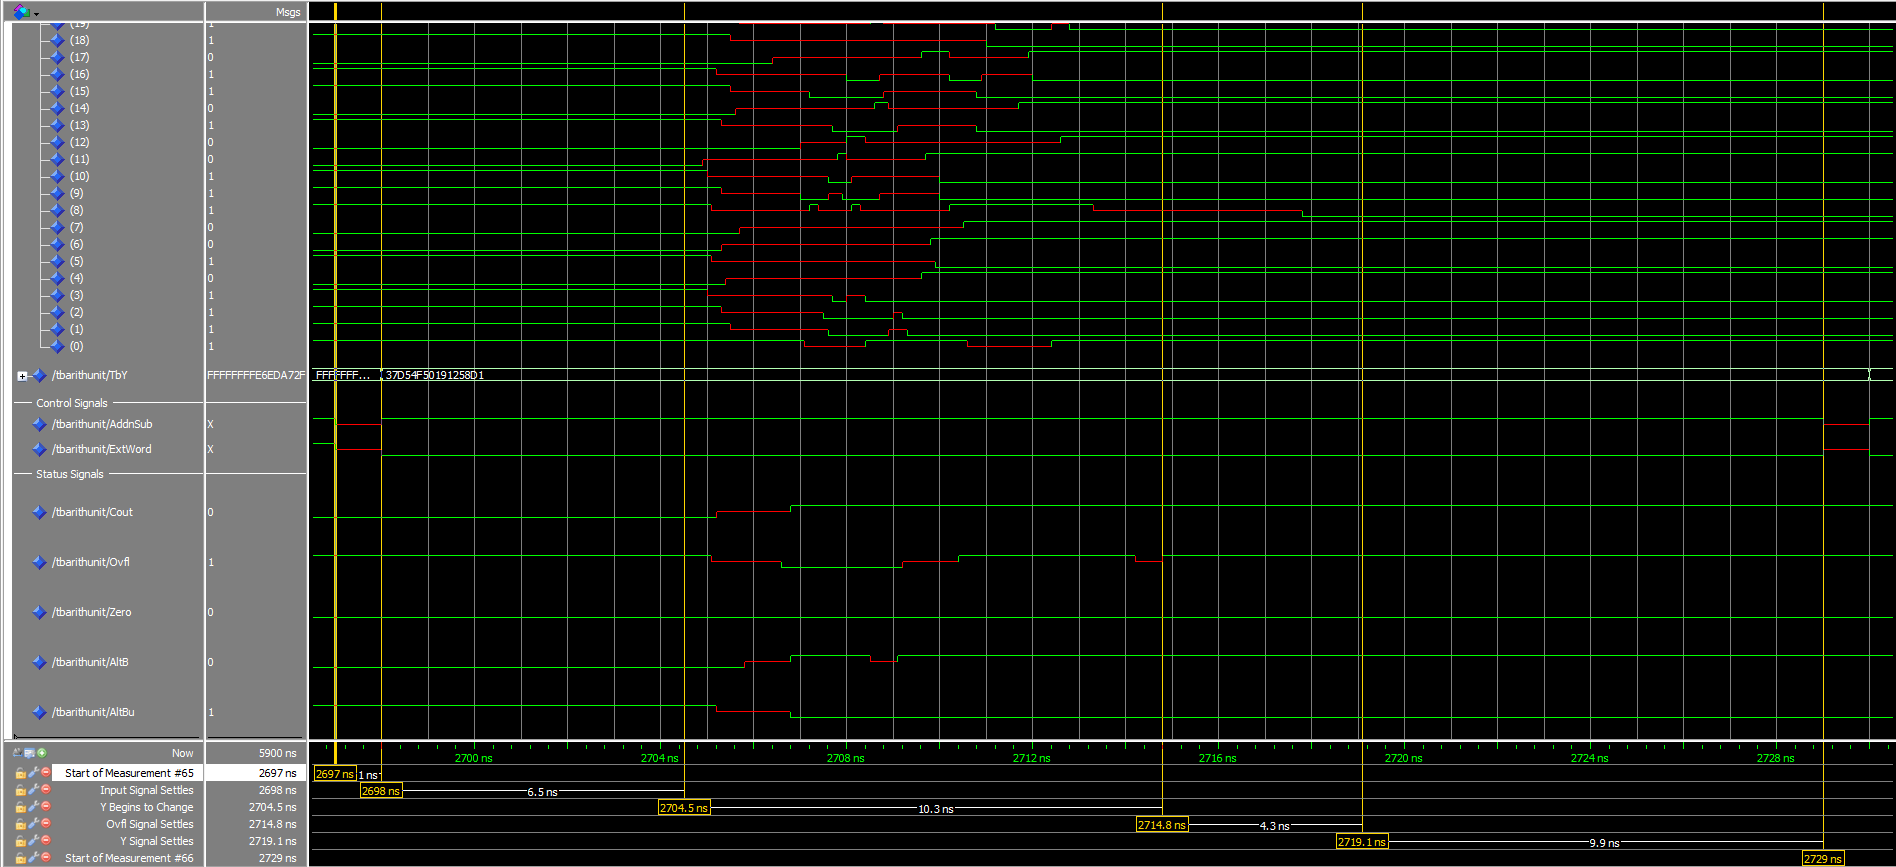 Msgs
(19) 1
(18) 1
(17) 0
(16) 1
(15) 1
(14) 0
(13) 1
(12) 0
(11) 0
(10) 1
(9) 1
(8) 1
(7) 0
(6) 0
(5) 1
(4) 0
(3) 1
(2) 1
(1) 1
(0) 1
/tbarithunit/TbY FFFFFFFFE6EDA72F FFFFFFF... 37D54F50191258D1
Control Signals
/tbarithunit/AddnSub X
/tbarithunit/ExtWord X
Status Signals
/tbarithunit/Cout 0
/tbarithunit/Ovfl 1
/tbarithunit/Zero 0
/tbarithunit/AltB 0
/tbarithunit/AltBu 1
Now 5900 ns 2700 ns 2704 ns 2708 ns 2712 ns 2716 ns 2720 ns 2724 ns 2728 ns
Start of Measurement #65 2697 ns 2697 ns 1 ns
Input Signal Settles 2698 ns 2698 ns 6.5 ns
Y Begins to Change 2704.5 ns 2704.5 ns 10.3 ns
Ovfl Signal Settles 2714.8 ns 2714.8 ns 4.3 ns
Y Signal Settles 2719.1 ns 2719.1 ns 9.9 ns
Start of Measurement #66 2729 ns 2729 ns